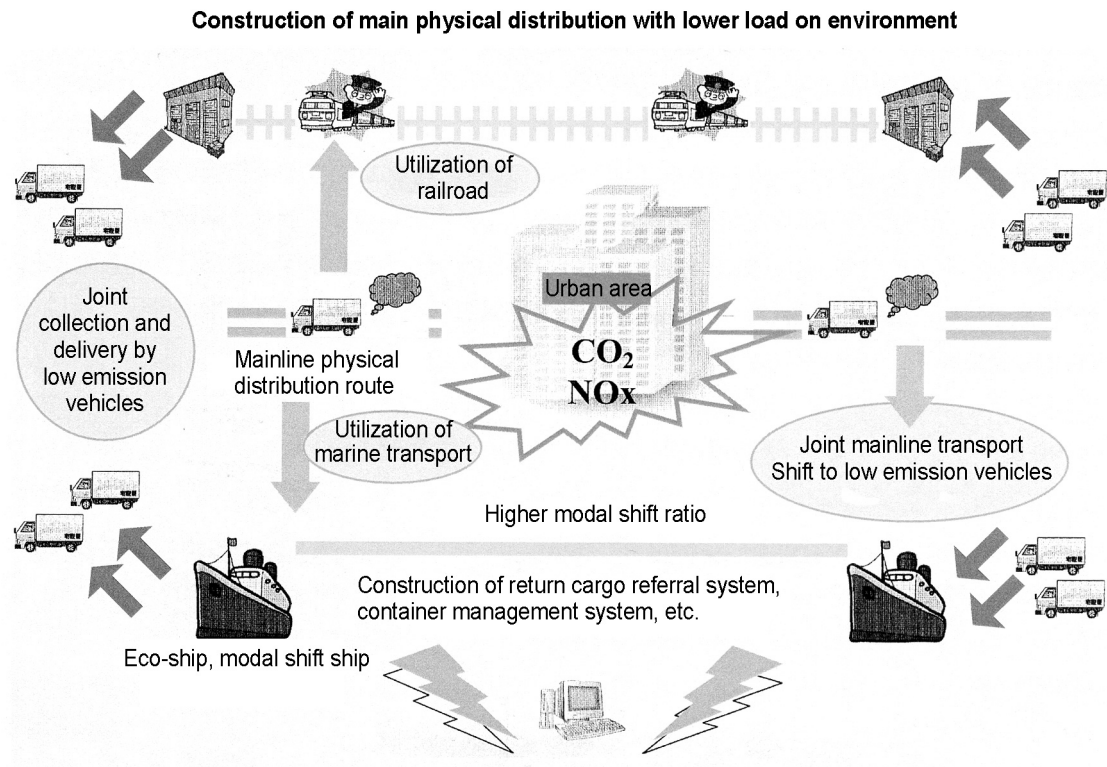 Construction of main physical distribution with lower load on environment
Utilization of
railroad
Urban area
Joint
collection and
delivery by
low emission
vehicles
CO₂
NOx
Mainline physical
distribution route
Utilization of
marine transport
Joint mainline transport
Shift to low emission vehicles
Higher modal shift ratio
Construction of return cargo referral system,
container management system, etc.
Eco-ship, modal shift ship